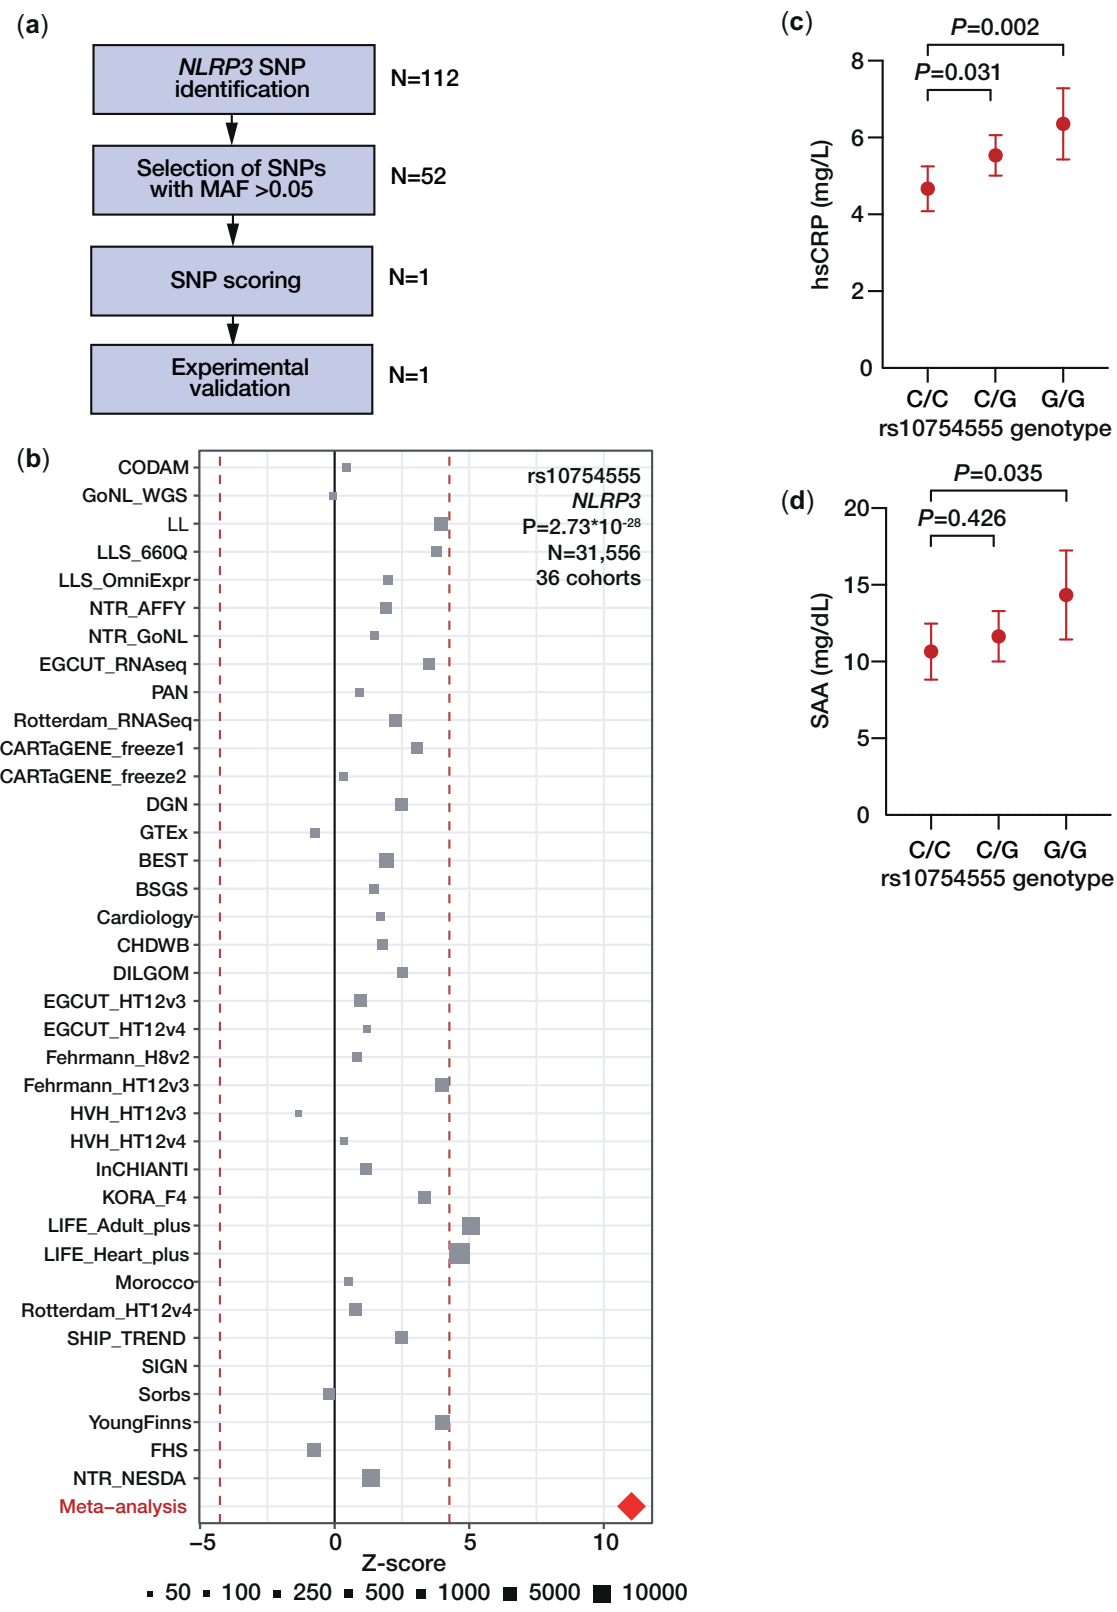 (a)
NLRP3 SNP
identification
N=112
Selection of SNPs
with MAF >0.05
N=52
SNP scoring
N=1
Experimental
validation
N=1
(b)
CODAM
GoNL_WGS
LL
LLS_660Q
LLS_OmniExpr
NTR_AFFY
NTR_GoNL
EGCUT_RNAseq
PAN
Rotterdam_RNASeq
CARTaGENE_freeze1
CARTaGENE_freeze2
DGN
GTEx
BEST
BSGS
Cardiology
CHDWB
DILGOM
EGCUT_HT12v3
EGCUT_HT12v4
Fehrmann_H8v2
Fehrmann_HT12v3
HVH_HT12v3
HVH_HT12v4
InCHIANTI
KORA_F4
LIFE_Adult_plus
LIFE_Heart_plus
Morocco
Rotterdam_HT12v4
SHIP_TREND
SIGN
Sorbs
YoungFinns
FHS
NTR_NESDA
Meta−analysis
rs10754555
NLRP3
P=2.73*10-28
N=31,556
36 cohorts
−5 0 5 10
Z-score
50 100 250 500 1000 5000 10000
(c)
P=0.002
P=0.031
8
6
4
2
0
hsCRP (mg/L)
C/C C/G G/G
rs10754555 genotype
(d)
P=0.035
P=0.426
20
15
10
5
0
SAA (mg/dL)
C/C C/G G/G
rs10754555 genotype